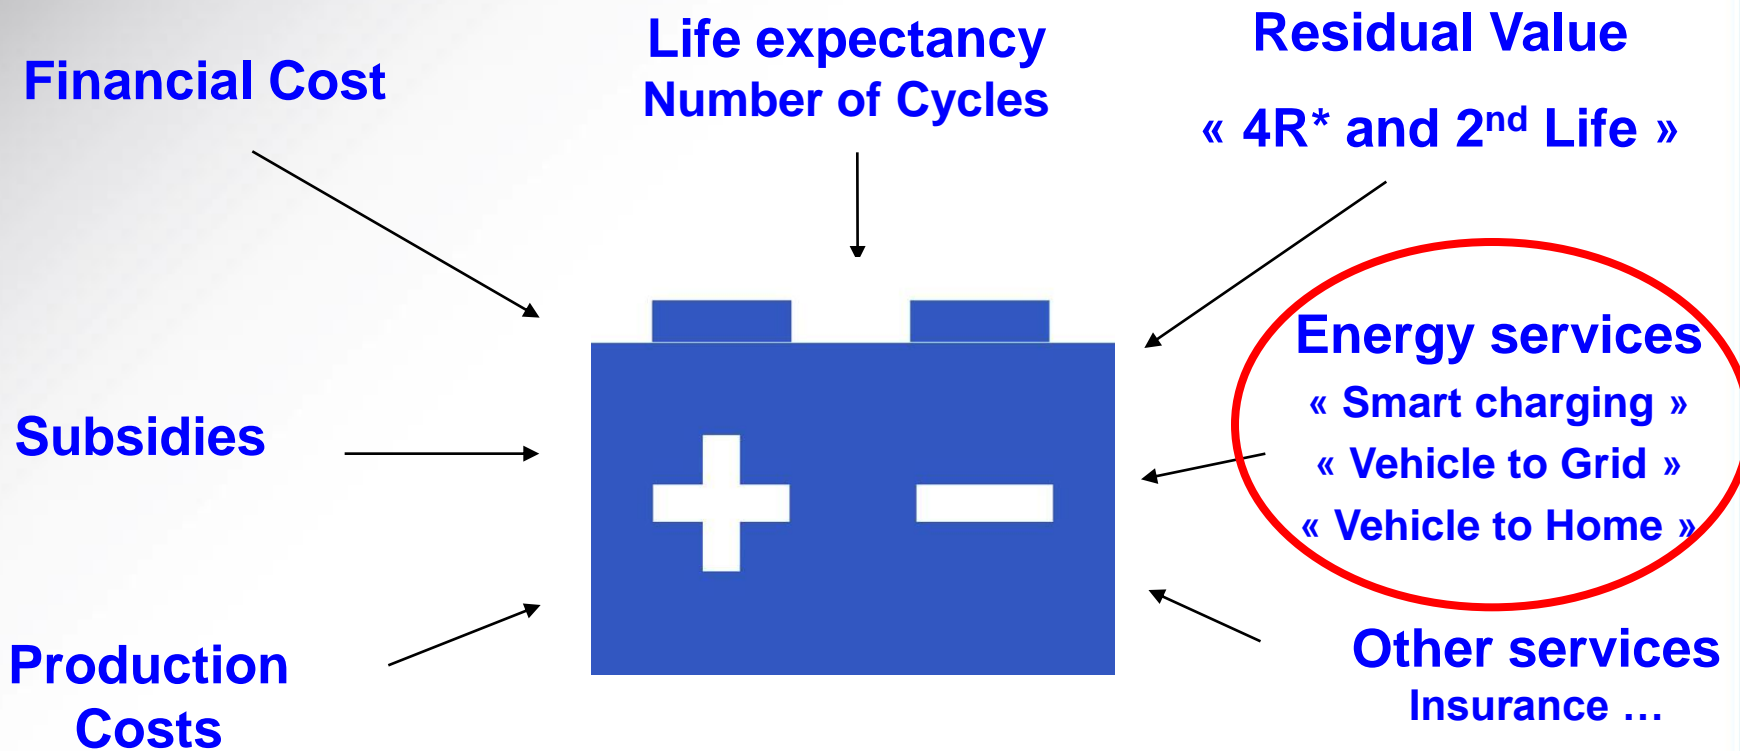 Financial Cost
Life expectancy
Number of Cycles
Residual Value
« 4R* and 2nd Life »
Energy services
« Smart charging »
« Vehicle to Grid »
« Vehicle to Home »
Subsidies
Production
Costs
Other services
Insurance ...